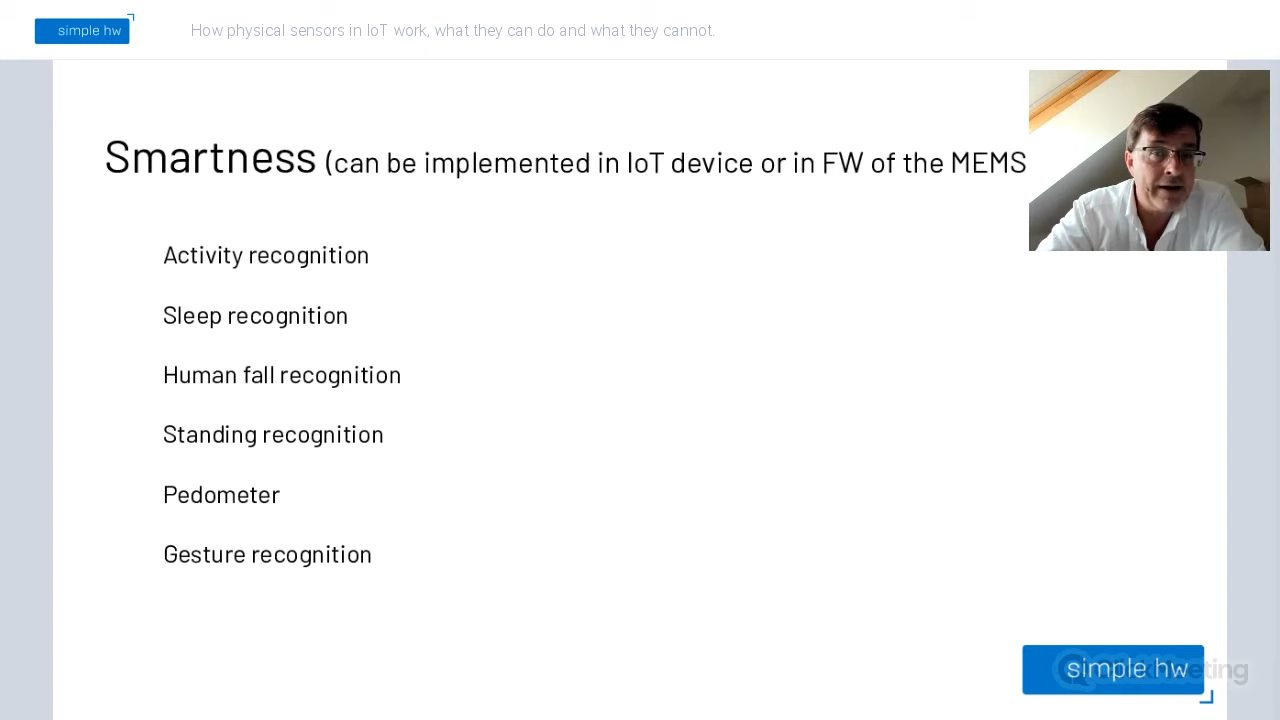 simple hw
How physical sensors in IoT work, what they can do and what they cannot.
Smartness (can be implemented in IoT device or in FW of the MEMS
Activity recognition
Sleep recognition
Human fall recognition
Standing recognition
Pedometer
Gesture recognition
simple hw